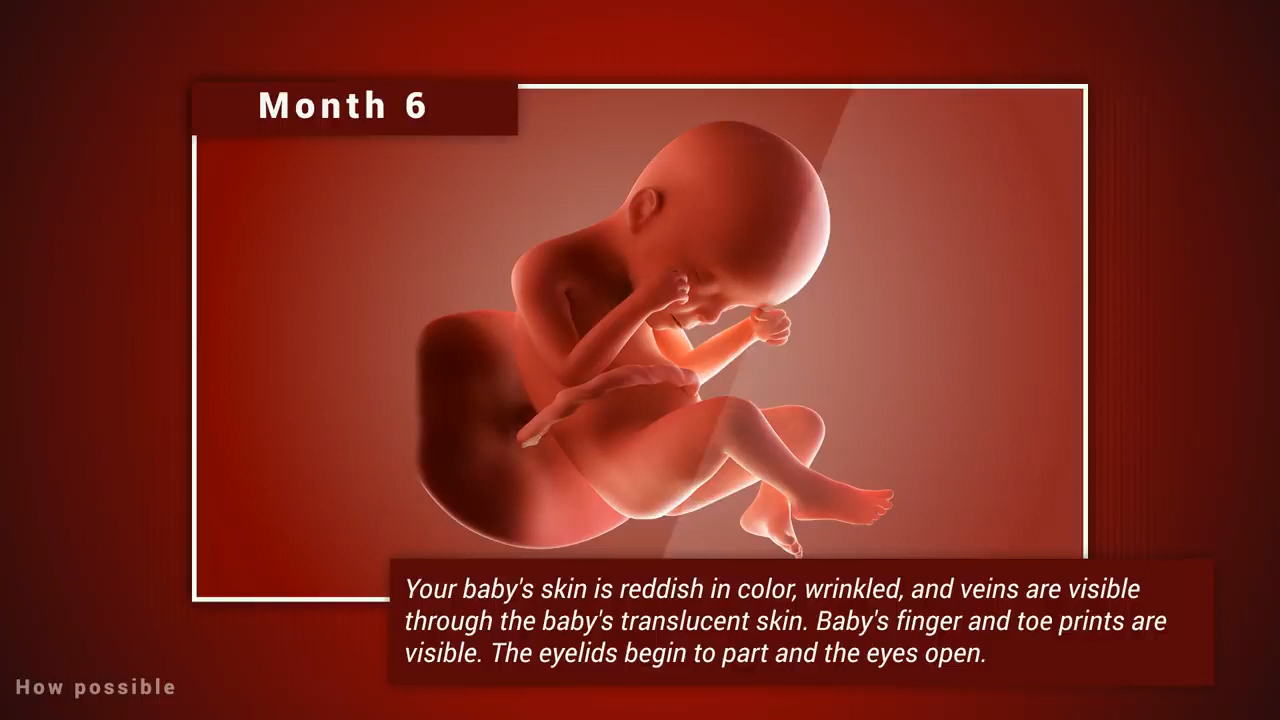 Month 6
Your baby's skin is reddish in color, wrinkled, and veins are visible
through the baby's translucent skin. Baby's finger and toe prints are
visible. The eyelids begin to part and the eyes open.
How possible